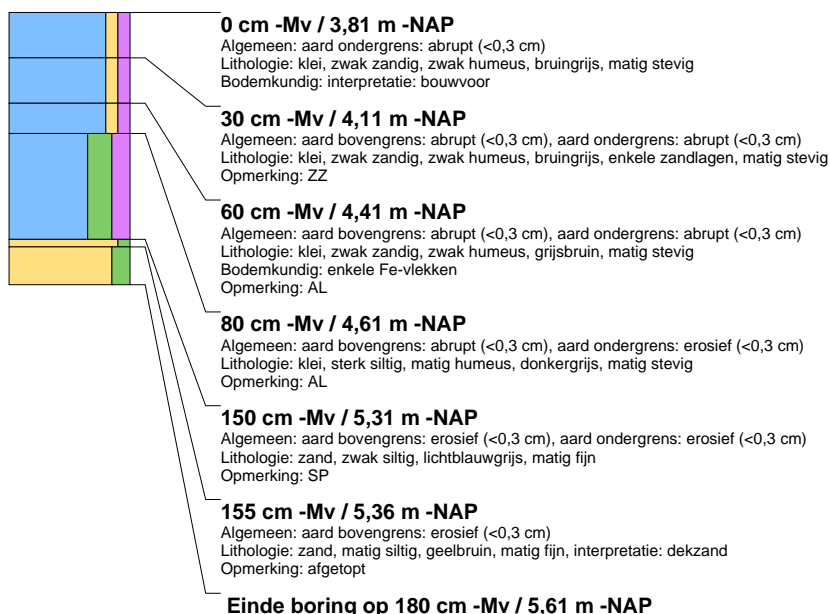 0 cm -Mv / 3,81 m -NAP
Algemeen: aard ondergrens: abrupt (<0,3 cm)
Lithologie: klei, zwak zandig, zwak humeus, bruingrijs, matig stevig
Bodemkundig: interpretatie: bouwvoor
30 cm -Mv / 4,11 m -NAP
Algemeen: aard bovengrens: abrupt (<0,3 cm), aard ondergrens: abrupt (<0,3 cm)
Lithologie: klei, zwak zandig, zwak humeus, bruingrijs, enkele zandlagen, matig stevig
Opmerking: ZZ
60 cm -Mv / 4,41 m -NAP
Algemeen: aard bovengrens: abrupt (<0,3 cm), aard ondergrens: abrupt (<0,3 cm)
Lithologie: klei, zwak zandig, zwak humeus, grijsbruin, matig stevig
Bodemkundig: enkele Fe-vlekken
Opmerking: AL
80 cm -Mv / 4,61 m -NAP
Algemeen: aard bovengrens: abrupt (<0,3 cm), aard ondergrens: erosief (<0,3 cm)
Lithologie: klei, sterk siltig, matig humeus, donkergrijs, matig stevig
Opmerking: AL
150 cm -Mv / 5,31 m -NAP
Algemeen: aard bovengrens: erosief (<0,3 cm), aard ondergrens: erosief (<0,3 cm)
Lithologie: zand, zwak siltig, lichtblauwgrijs, matig fijn
Opmerking: SP
155 cm -Mv / 5,36 m -NAP
Algemeen: aard bovengrens: erosief (<0,3 cm)
Lithologie: zand, matig siltig, geelbruin, matig fijn, interpretatie: dekzand
Opmerking: afgetopt
Einde boring op 180 cm -Mv / 5,61 m -NAP